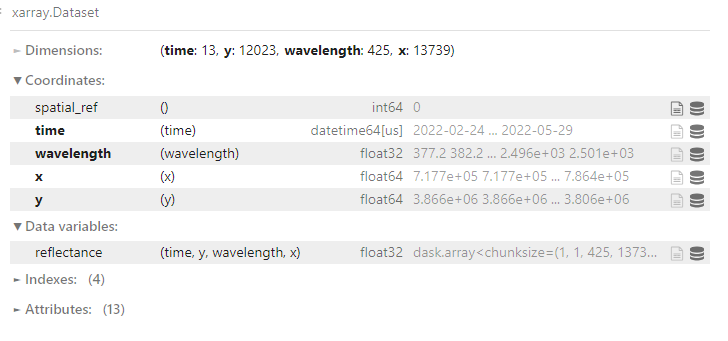 xarray.Dataset
► Dimensions: (time: 13, y: 12023, wavelength: 425, x: 13739)
▼ Coordinates:
spatial_ref () int64 0
time (time) datetime64[us] 2022-02-24 ... 2022-05-29
wavelength (wavelength) float32 377.2 382.2 ... 2.496e+03 2.501e+03
x (x) float64 7.177e+05 7.177e+05 ... 7.864e+05
y (y) float64 3.866e+06 3.866e+06 ... 3.806e+06
▼ Data variables:
reflectance (time, y, wavelength, x) float32 dask.array<chunksize=(1, 1, 425, 1373...
► Indexes: (4)
► Attributes: (13)